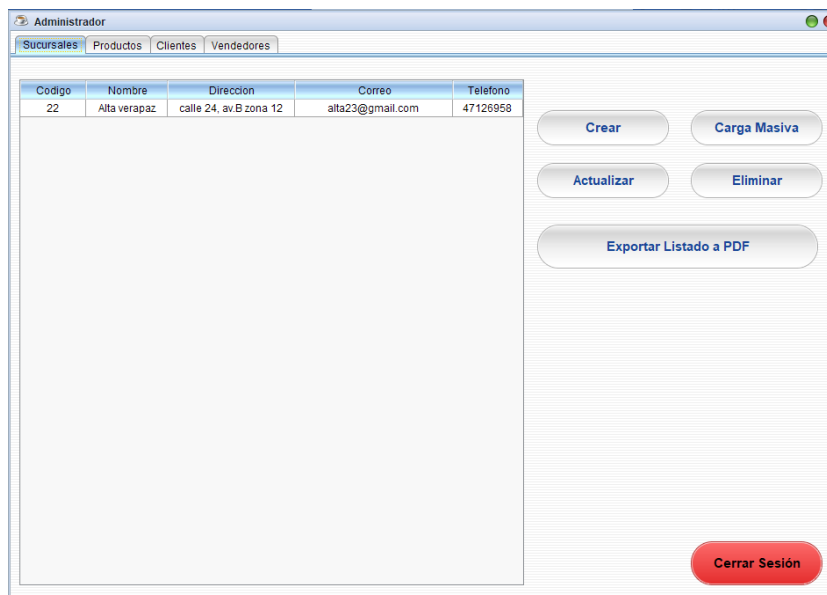 Administrador
Sucursales Productos Clientes Vendedores
Codigo Nombre Direccion Correo Telefono
22 Alta verapaz calle 24, av.B zona 12 alta23@gmail.com 47126958
Crear Carga Masiva
Actualizar Eliminar
Exportar Listado a PDF
Cerrar Sesión